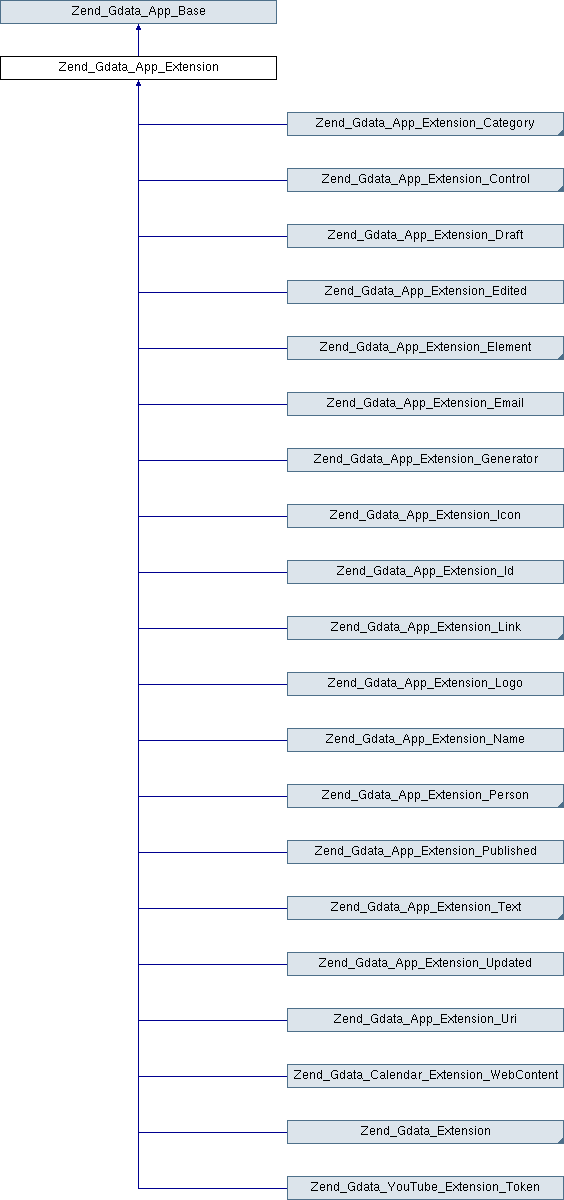 Zend_Gdata_App_Base
Zend_Gdata_App_Extension
Zend_Gdata_App_Extension_Category
Zend_Gdata_App_Extension_Control
Zend_Gdata_App_Extension_Draft
Zend_Gdata_App_Extension_Edited
Zend_Gdata_App_Extension_Element
Zend_Gdata_App_Extension_Email
Zend_Gdata_App_Extension_Generator
Zend_Gdata_App_Extension_Icon
Zend_Gdata_App_Extension_Id
Zend_Gdata_App_Extension_Link
Zend_Gdata_App_Extension_Logo
Zend_Gdata_App_Extension_Name
Zend_Gdata_App_Extension_Person
Zend_Gdata_App_Extension_Published
Zend_Gdata_App_Extension_Text
Zend_Gdata_App_Extension_Updated
Zend_Gdata_App_Extension_Uri
Zend_Gdata_Calendar_Extension_WebContent
Zend_Gdata_Extension
Zend_Gdata_YouTube_Extension_Token